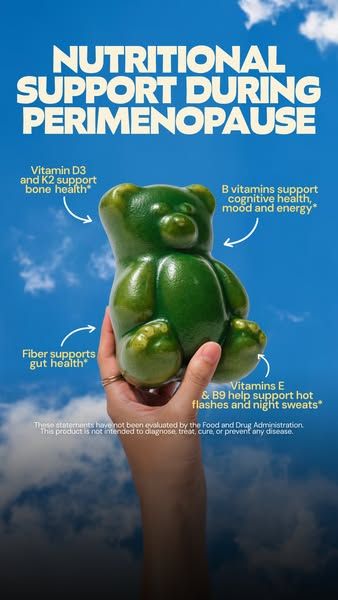 NUTRITIONAL
SUPPORT DURING
PERIMENOPAUSE
Vitamin D3
and K2 support
bone health*
B vitamins support
cognitive health,
mood and energy*
Fiber supports
gut health*
Vitamins E
& B9 help support hot
flashes and night sweats*
These statements have not been evaluated by the Food and Drug Administration.
This product is not intended to diagnose, treat, cure, or prevent any disease.